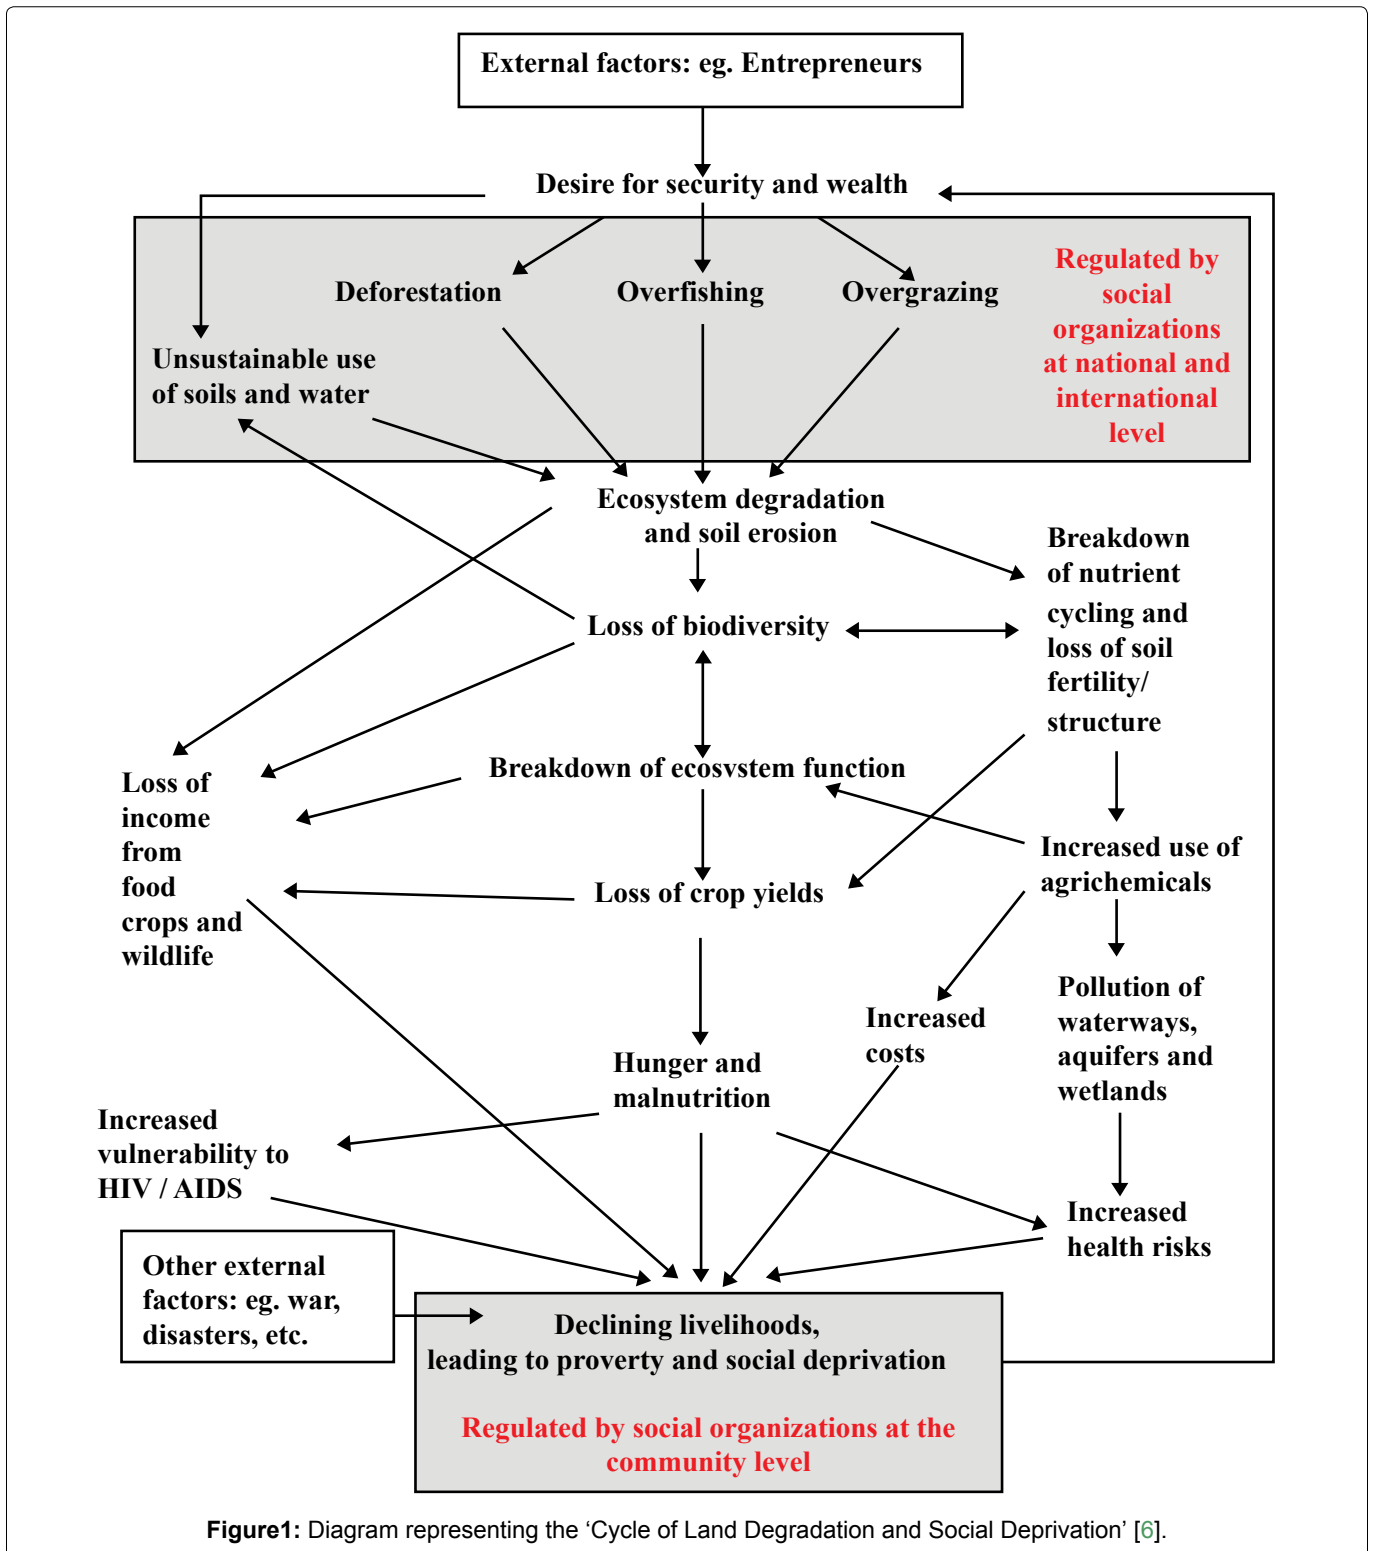 External factors: eg. Entrepreneurs
Desire for security and wealth
Deforestation
Overfishing
Overgrazing
Regulated by
social
organizations
at national and
international
level
Unsustainable use
of soils and water
Ecosystem degradation
and soil erosion
Breakdown
of nutrient
cycling and
loss of soil
fertility/
structure
Loss of biodiversity
Breakdown of ecosvstem function
Loss of
income
from
food
crops and
wildlife
Increased use of
agrichemicals
Loss of crop yields
Pollution of
waterways,
aquifers and
wetlands
Increased
costs
Hunger and
malnutrition
Increased
vulnerability to
HIV / AIDS
Increased
health risks
Other external
factors: eg. war,
disasters, etc.
Declining livelihoods,
leading to proverty and social deprivation
Regulated by social organizations at the
community level
Figure1: Diagram representing the ‘Cycle of Land Degradation and Social Deprivation’ [6].